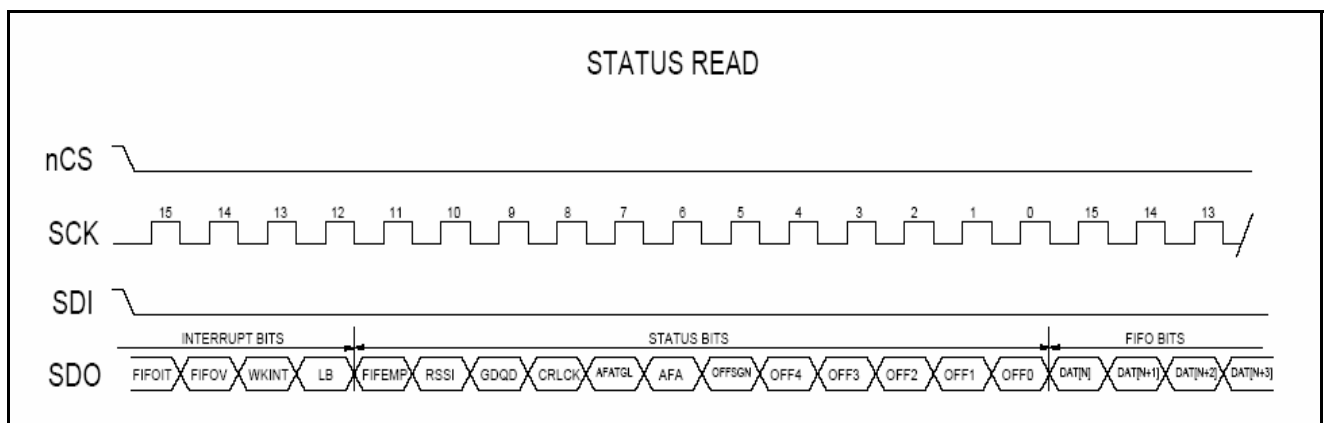 STATUS READ
nCS
15 14 13 12 11 10 9 8 7 6 5 4 3 2 1 0 15 14 13
SCK
SDI
INTERRUPT BITS STATUS BITS FIFO BITS
SDO FIFOIT FIFOV WKINT LB FIFEMP RSSI GDQD CRLCK AFATGL AFA OFFSGN OFF4 OFF3 OFF2 OFF1 OFF0 DAT[N] DAT[N+1] DAT[N+2] DAT[N+3]